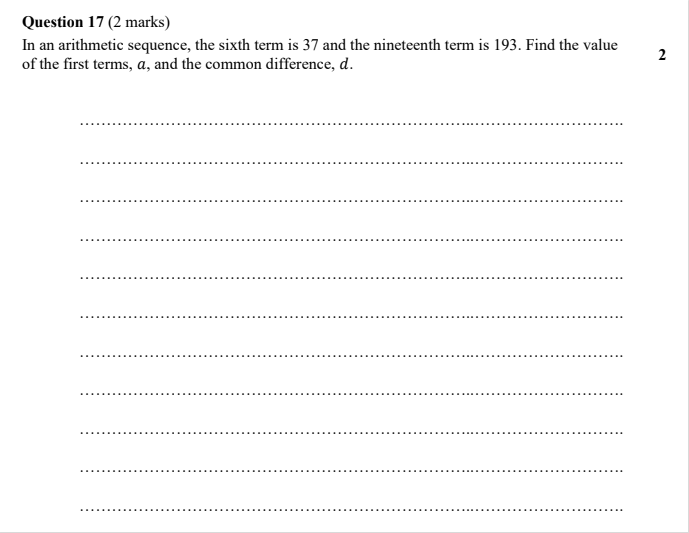 Question 17 (2 marks)
In an arithmetic sequence, the sixth term is 37 and the nineteenth term is 193. Find the value
of the first terms, a, and the common difference, d.
2